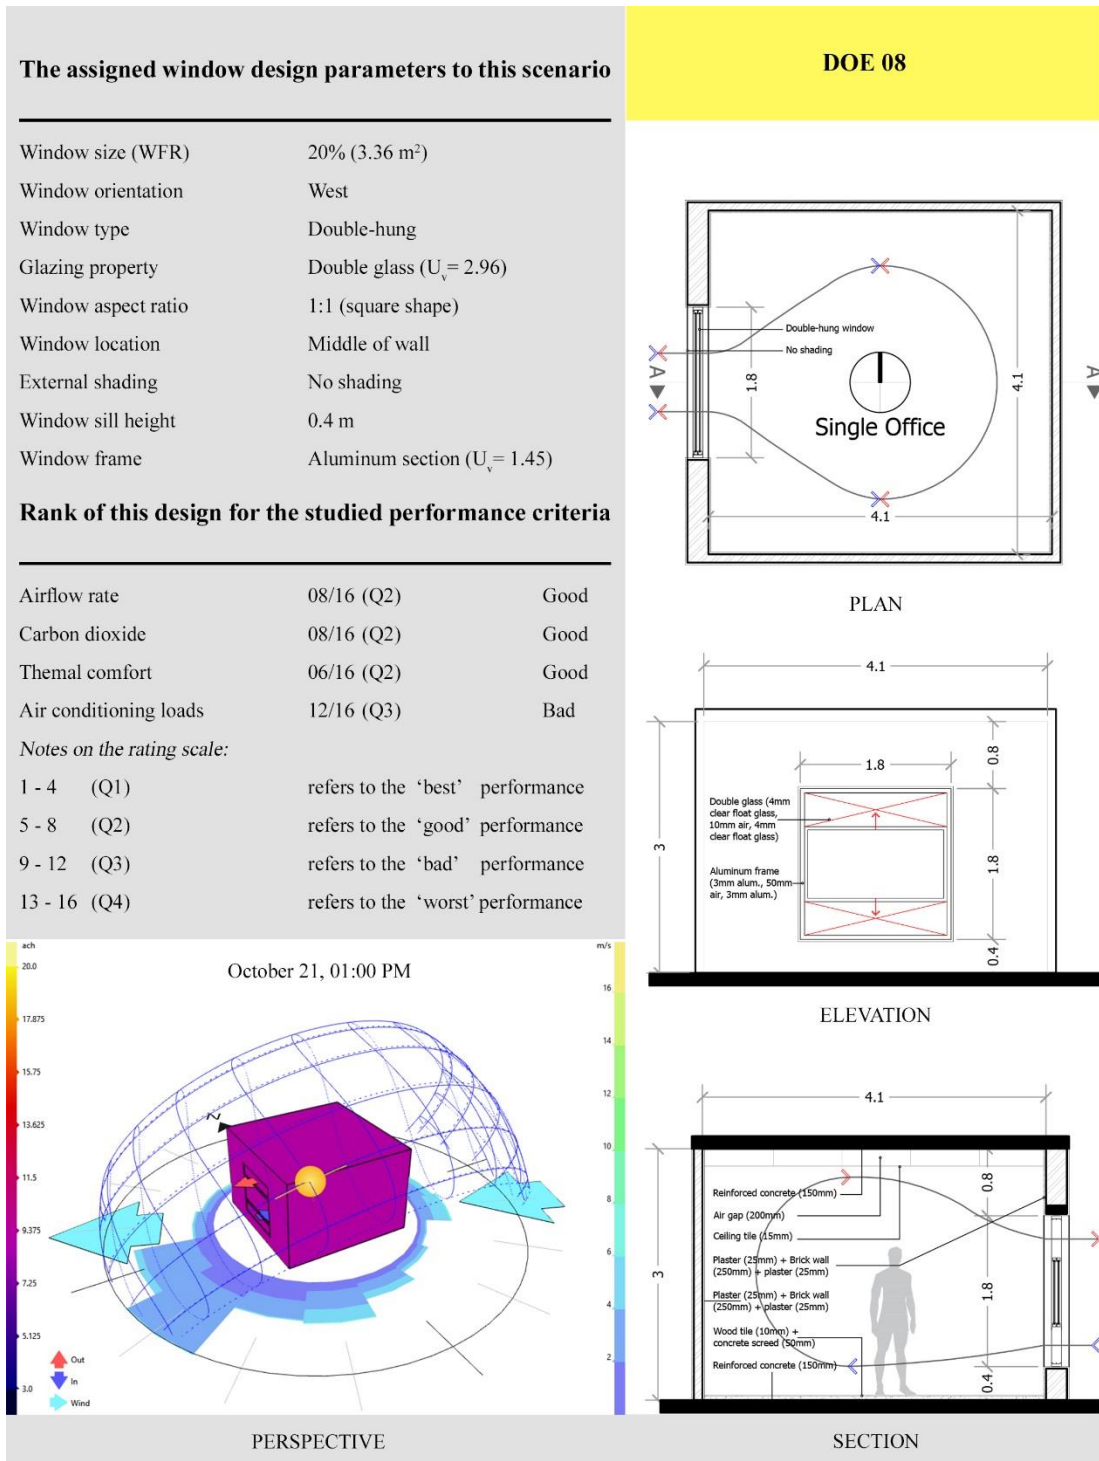 The assigned window design parameters to this scenario
Window size (WFR) 20% (3.36 m²)
Window orientation West
Window type Double-hung
Glazing property Double glass (Uv= 2.96)
Window aspect ratio 1:1 (square shape)
Window location Middle of wall
External shading No shading
Window sill height 0.4 m
Window frame Aluminum section (Uv= 1.45)
Rank of this design for the studied performance criteria
Airflow rate 08/16 (Q2) Good
Carbon dioxide 08/16 (Q2) Good
Themal comfort 06/16 (Q2) Good
Air conditioning loads 12/16 (Q3) Bad
Notes on the rating scale:
1 - 4 (Q1) refers to the ‘best’ performance
5 - 8 (Q2) refers to the ‘good’ performance
9 - 12 (Q3) refers to the ‘bad’ performance
13 - 16 (Q4) refers to the ‘worst’ performance
ach
20.0
17.875
15.75
13.625
11.5
9.375
7.25
5.125
3.0
October 21, 01:00 PM
N
Out
In
Wind
m/s
16
14
12
10
8
6
4
2
PERSPECTIVE
DOE 08
Double-hung window
No shading
A
A
1.8
4.1
Single Office
4.1
PLAN
4.1
0.8
1.8
Double glass (4mm
clear float glass,
10mm air, 4mm
clear float glass)
3
1.8
Aluminum frame
(3mm alum., 50mm
air, 3mm alum.)
0.4
ELEVATION
4.1
0.8
Reinforced concrete (150mm)
Air gap (200mm)
Ceiling tile (15mm)
Plaster (25mm) + Brick wall
(250mm) + plaster (25mm)
3
1.8
Plaster (25mm) + Brick wall
(250mm) + plaster (25mm)
Wood tile (10mm) +
concrete screed (50mm)
Reinforced concrete (150mm)
0.4
SECTION